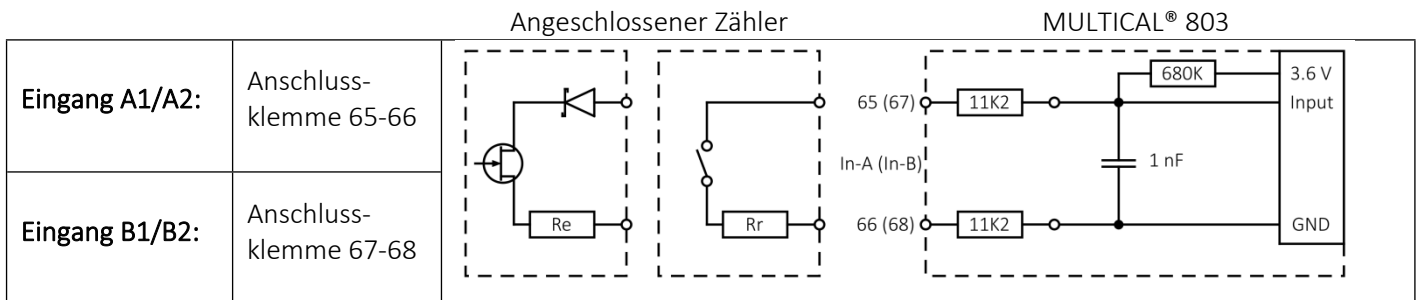 Angeschlossener Zähler
MULTICAL® 803
Eingang A1/A2:
Anschluss-
klemme 65-66
Eingang B1/B2:
Anschluss-
klemme 67-68
Re
Rr
65 (67)
In-A (In-B)
66 (68)
11K2
11K2
680K
1 nF
3.6 V
Input
GND